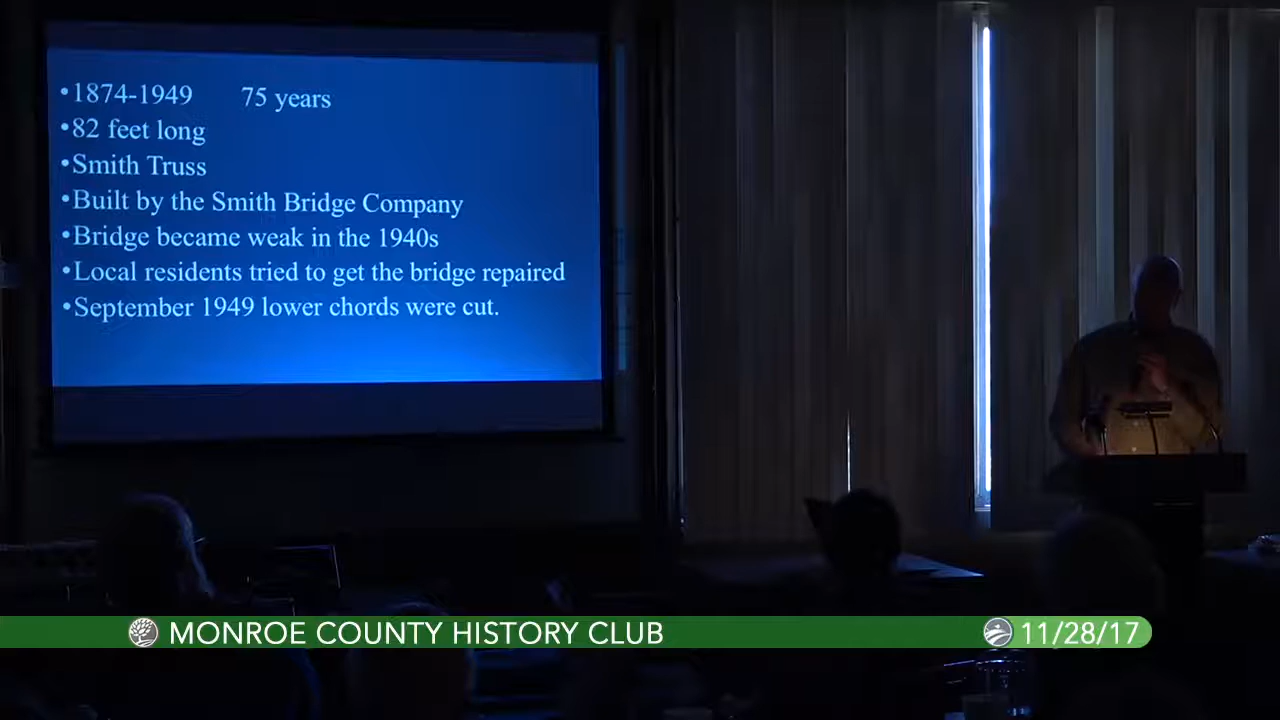 •1874-1949 75 years
•82 feet long
•Smith Truss
•Built by the Smith Bridge Company
•Bridge became weak in the 1940s
•Local residents tried to get the bridge repaired
•September 1949 lower chords were cut.
MONROE COUNTY HISTORY CLUB 11/28/17